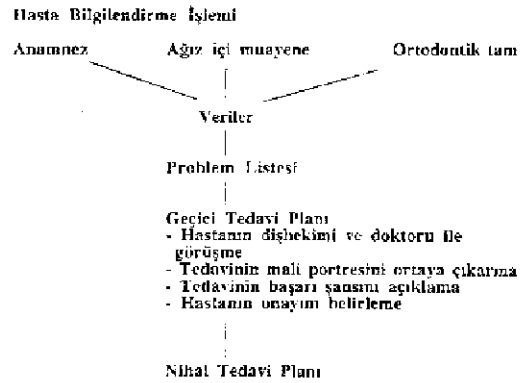 Hasta Bilgilendirme İşlemi
Anamnez Ağız içi muayene Ortodontik tanı
Veriler
Problem Listesi
Geçici Tedavi Planı
- Hastanın dişhekimi ve doktoru ile
görüşme
- Tedavinin mali portresini ortaya çıkarma
- Tedavinin başarı şansını açıklama
- Hastanın onayını belirleme
Nihai Tedavi Planı